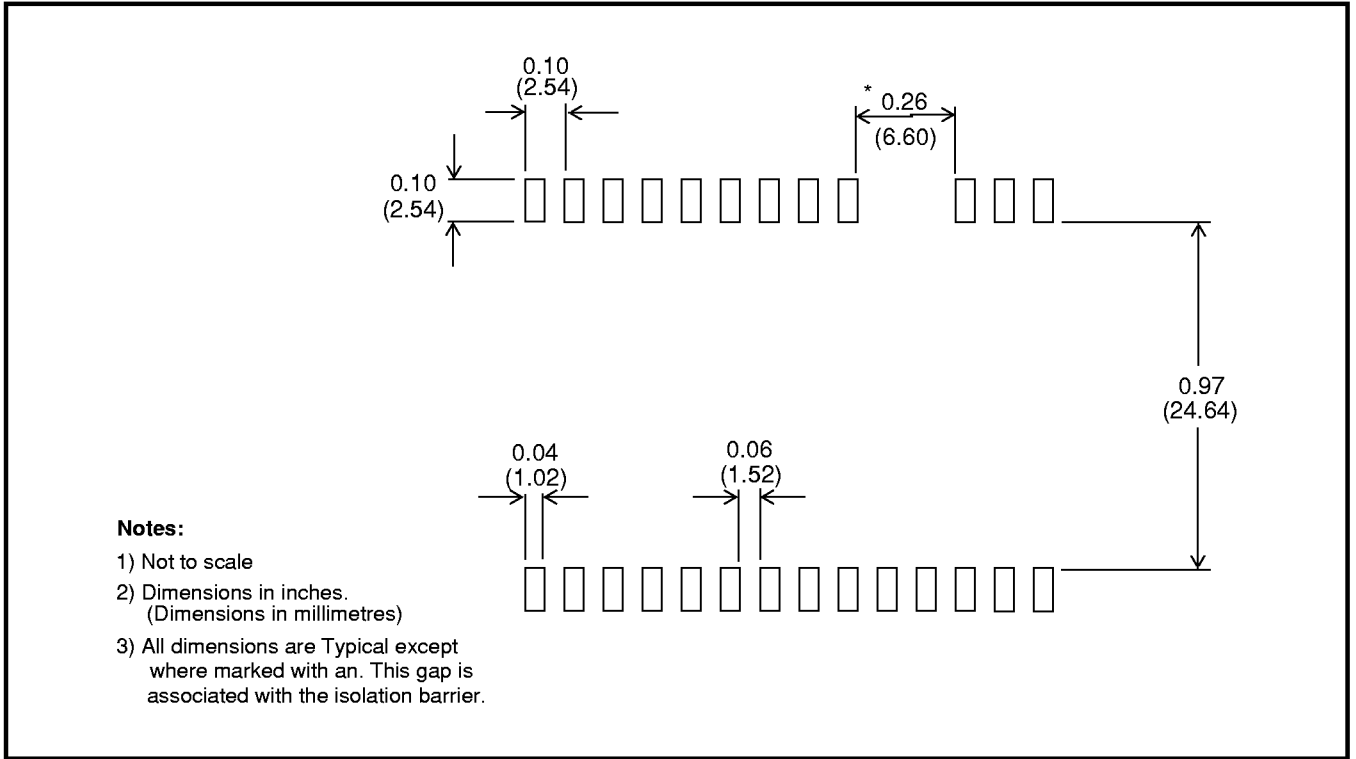 0.10
(2.54)
* 0.26
(6.60)
0.10
(2.54)
0.97
(24.64)
0.04
(1.02)
0.06
(1.52)
Notes:
1) Not to scale
2) Dimensions in inches.
(Dimensions in millimetres)
3) All dimensions are Typical except
where marked with an. This gap is
associated with the isolation barrier.